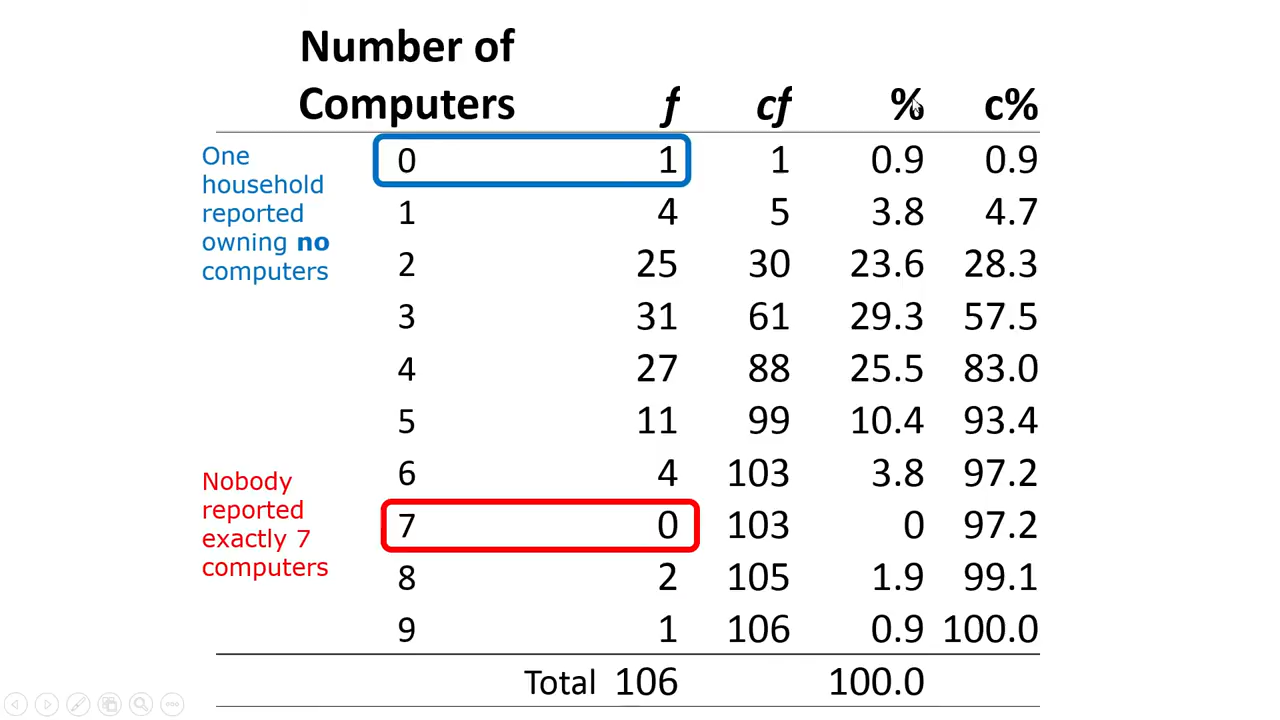 Number of
Computers f cf % c%
One
household
reported
owning no
computers
0 1 1 0.9 0.9
1 4 5 3.8 4.7
2 25 30 23.6 28.3
3 31 61 29.3 57.5
4 27 88 25.5 83.0
5 11 99 10.4 93.4
6 4 103 3.8 97.2
Nobody
reported
exactly 7
computers
7 0 103 0 97.2
8 2 105 1.9 99.1
9 1 106 0.9 100.0
Total 106 100.0